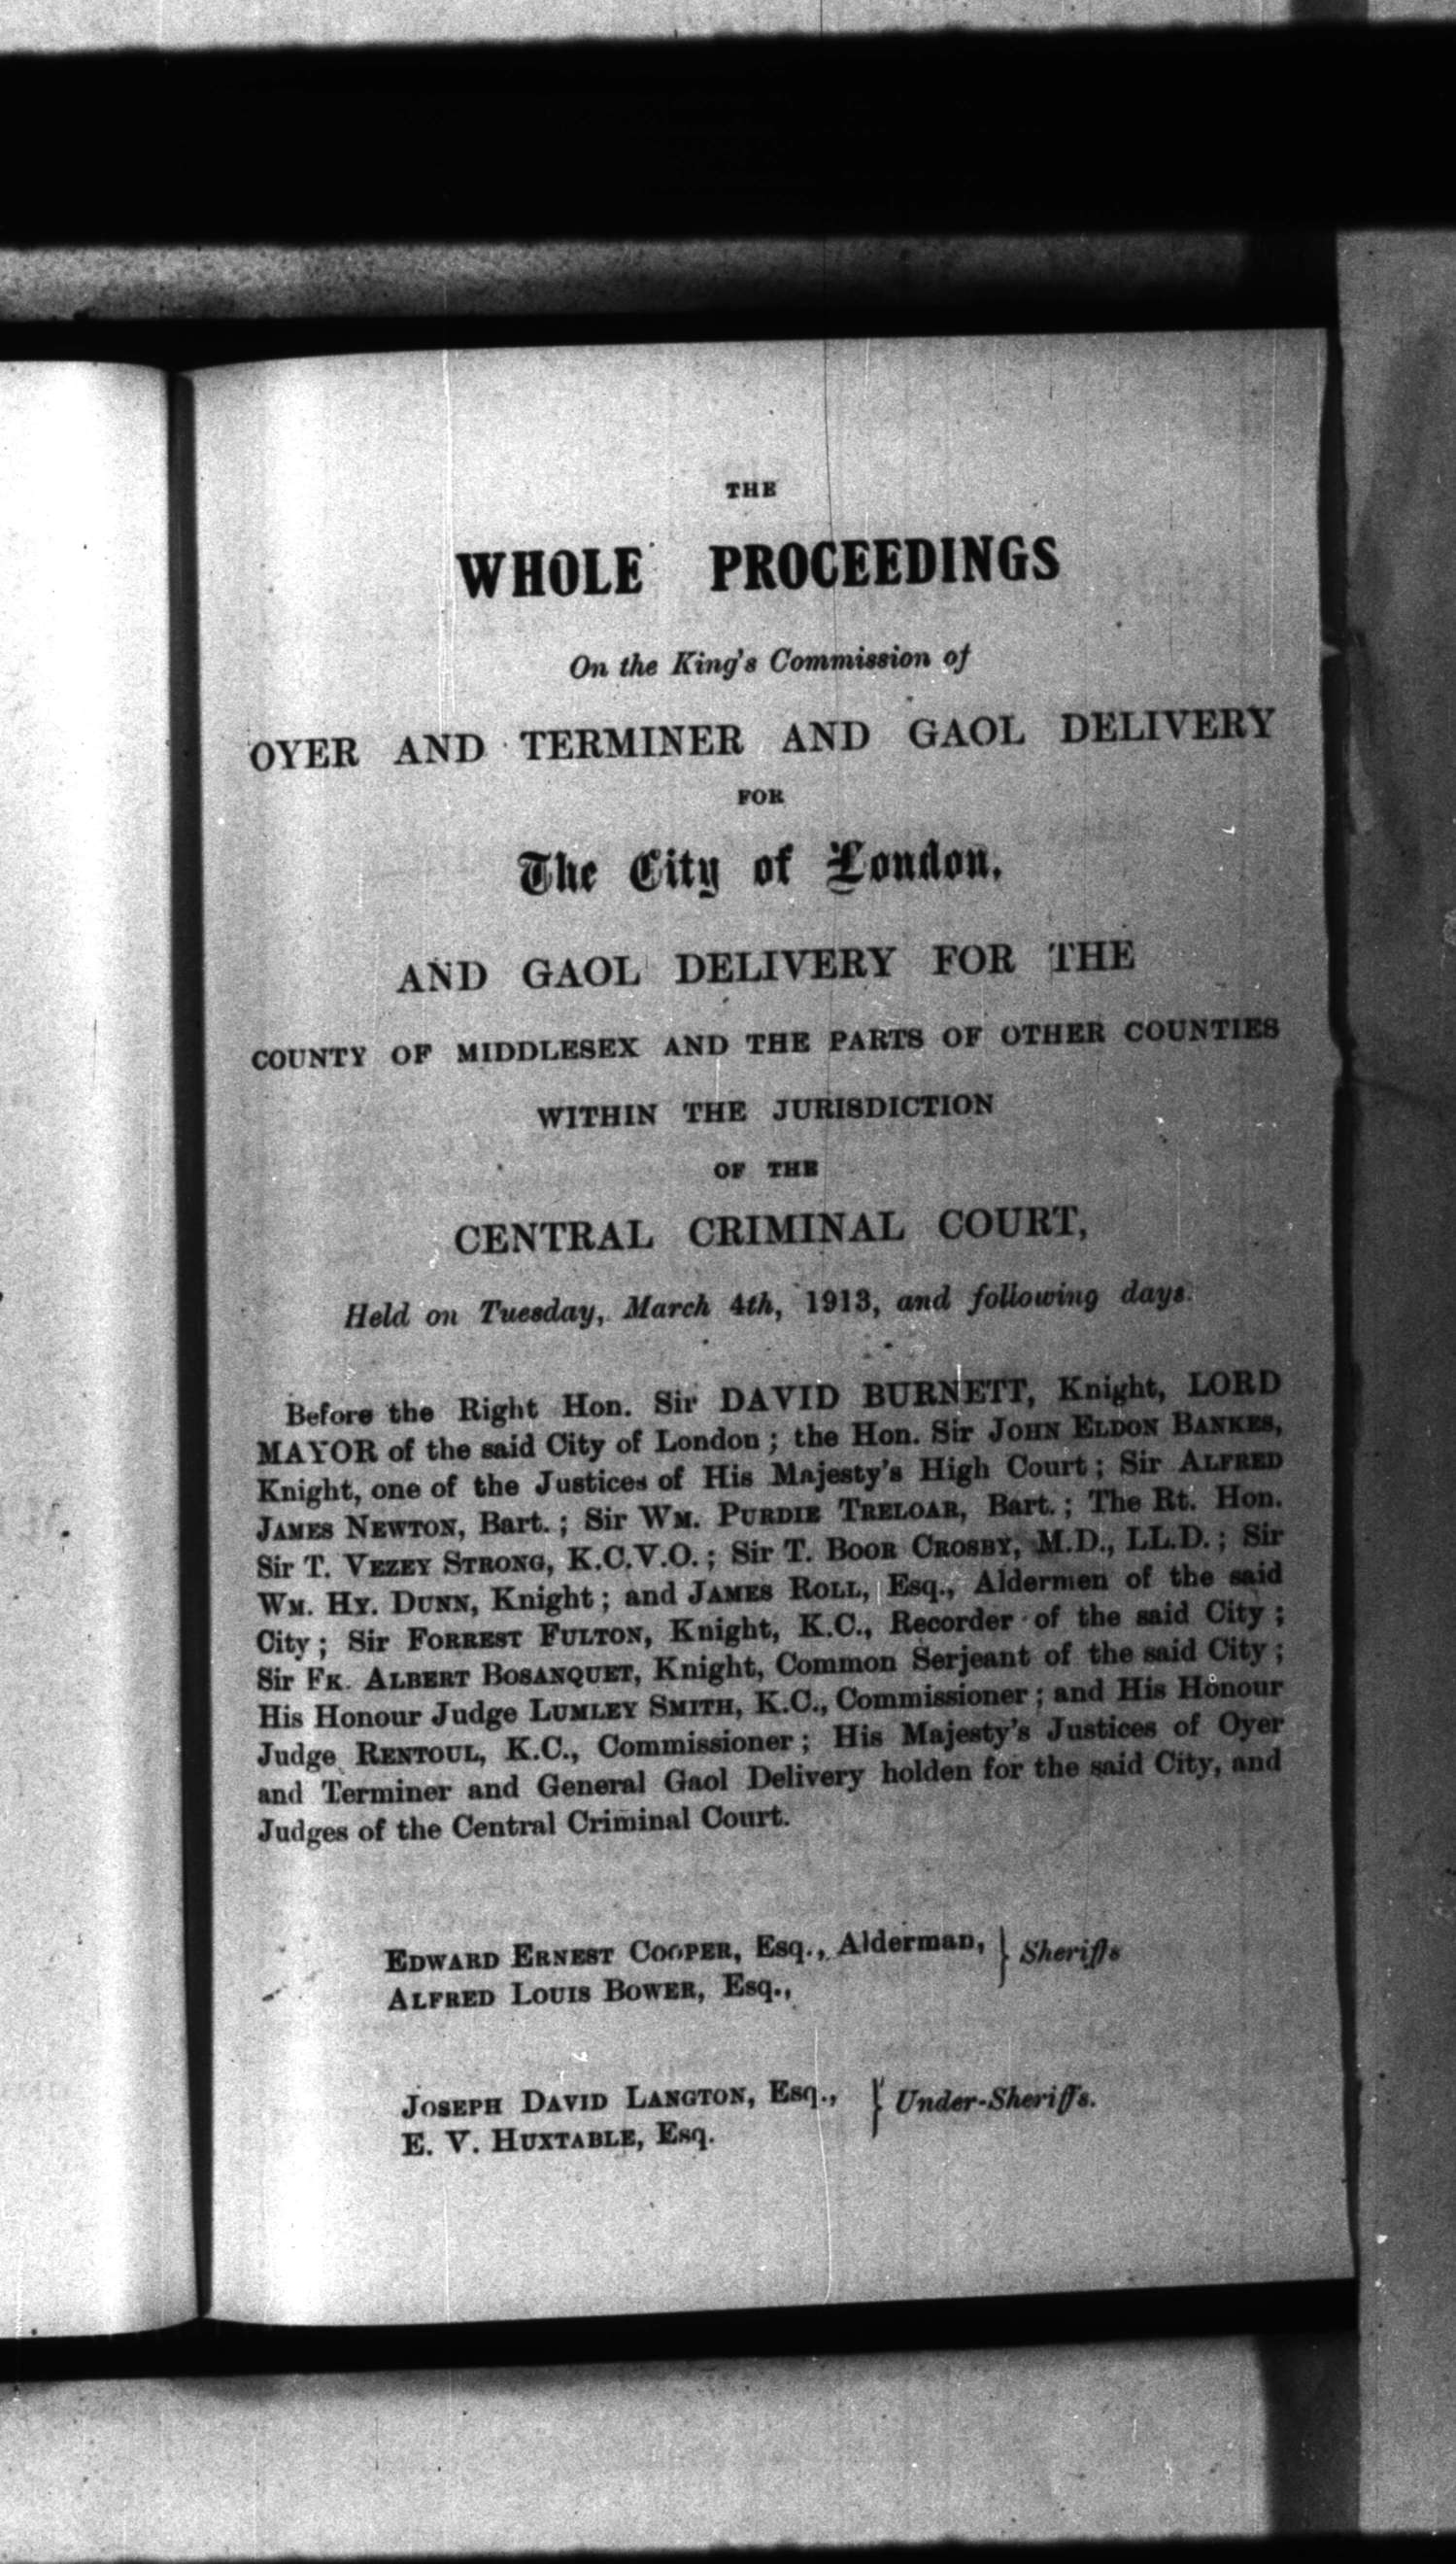 THE
WHOLE PROCEEDINGS
On the King's Commission of
OYER AND TERMINER AND GAOL DELIVERY
FOR
The City of London,
AND GAOL DELIVERY FOR THE
COUNTY OF MIDDLESEX AND THE PARTS OF OTHER COUNTIES
WITHIN THE JURISDICTION
OF THE
CENTRAL CRIMINAL COURT,
Held on Tuesday, March 4th, 1913, and following days.
Before the Right Hon. Sir DAVID BURNETT, Knight, LORD
MAYOR of the said City of London; the Hon. Sir JOHN ELDON BANKES,
Knight, one of the Justices of His Majesty's High Court; Sir ALFRED
JAMES NEWTON, Bart.; Sir WM. PURDIE TRELOAR, Bart.; The Rt. Hon.
Sir T. VEZEY STRONG, K.C.V.O.; Sir T. BOOR CROSBY, M.D., LL.D.; Sir
WM. HY. DUNN, Knight; and JAMES ROLL, Esq., Aldermen of the said
City; Sir FORREST FULTON, Knight, K.C., Recorder of the said City;
Sir FK. ALBERT BOSANQUET, Knight, Common Serjeant of the said City;
His Honour Judge LUMLEY SMITH, K.C., Commissioner; and His Honour
Judge RENTOUL, K.C., Commissioner; His Majesty's Justices of Oyer
and Terminer and General Gaol Delivery holden for the said City, and
Judges of the Central Criminal Court.
EDWARD ERNEST COOPER, Esq., Alderman, } Sheriffs
ALFRED LOUIS BOWER, Esq.,
JOSEPH DAVID LANGTON, Esq., } Under-Sheriffs.
E. V. HUXTABLE, Esq.